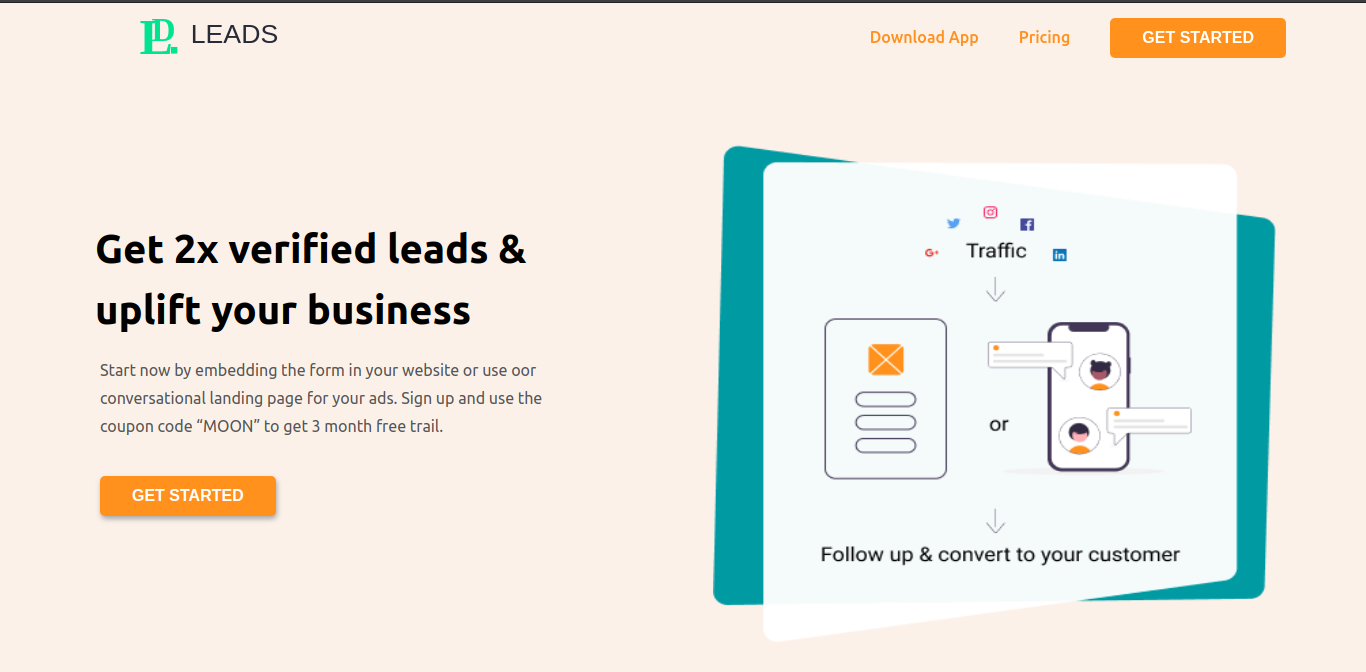 LEADS
Download App
Pricing
GET STARTED
Get 2x verified leads &
uplift your business
Start now by embedding the form in your website or use oor
conversational landing page for your ads. Sign up and use the
coupon code “MOON” to get 3 month free trail.
GET STARTED
Traffic
or
Follow up & convert to your customer